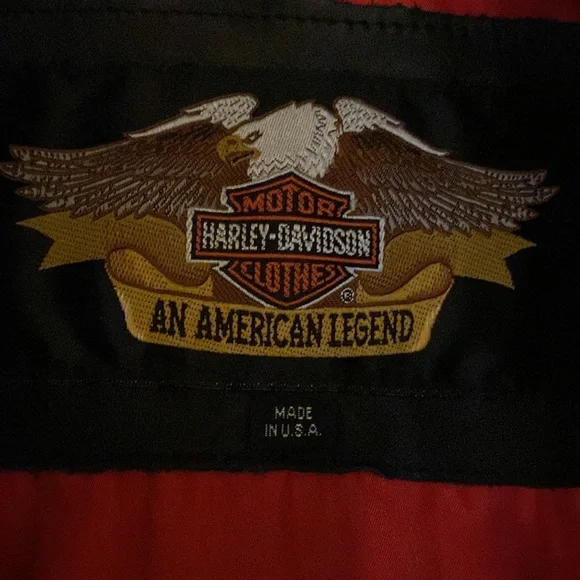 MOTOR
HARLEY-DAVIDSON
CLOTHES
®
AN AMERICAN LEGEND
MADE
IN U.S.A.